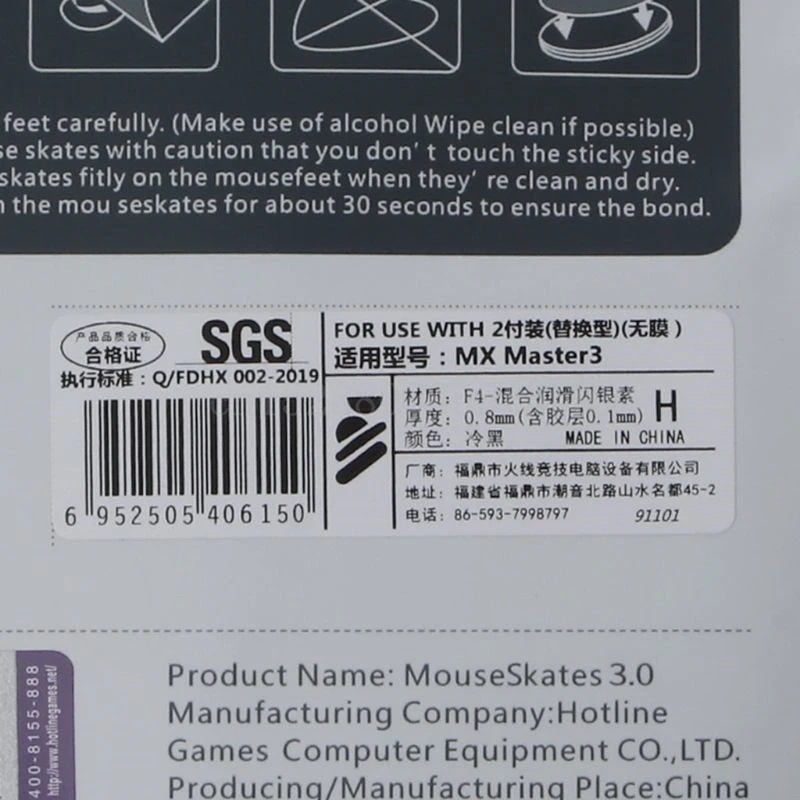 feet carefully. (Make use of alcohol Wipe clean if possible.)
se skates with caution that you don't touch the sticky side.
skates fitly on the mousefeet when they're clean and dry.
the mou seskates for about 30 seconds to ensure the bond.
产品品质合格
合格证
SGS
执行标准：Q/FDHX 002-2019
6 952505 406150
FOR USE WITH 2付装(替换型)(无膜)
适用型号：MX Master3
材质：F4-混合润滑闪银素
厚度：0.8mm(含胶层0.1mm)
H
颜色：冷黑 MADE IN CHINA
厂商：福鼎市火线竞技电脑设备有限公司
地址：福建省福鼎市潮音北路山水名都45-2
电话：86-593-7998797 91101
400-8155-888
http://www.hotlinegames.net/
Product Name: MouseSkates 3.0
Manufacturing Company:Hotline
Games Computer Equipment CO.,LTD.
Producing/Manufacturing Place:China